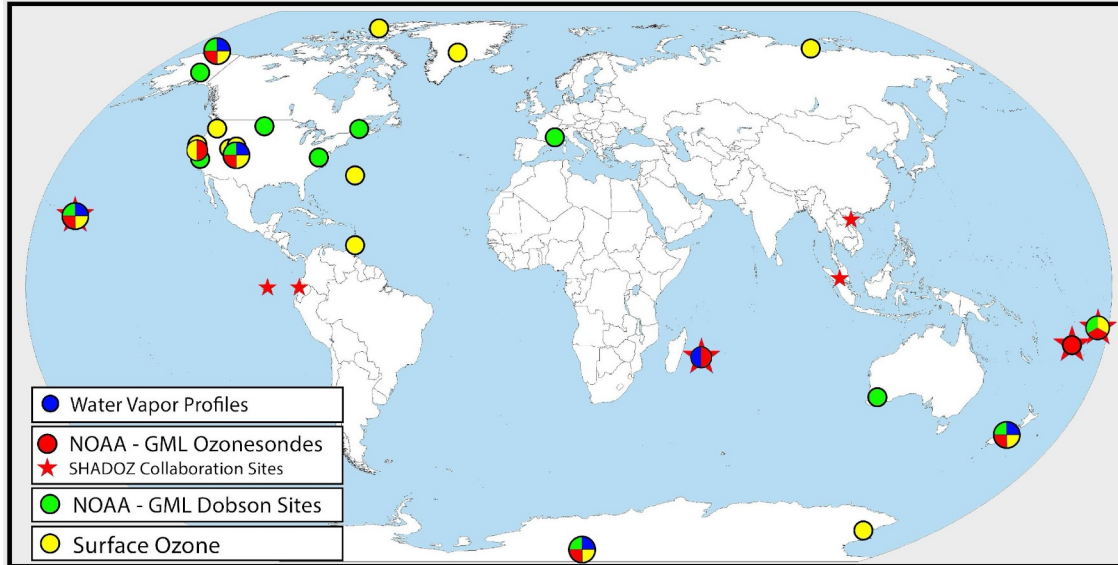 Water Vapor Profiles
NOAA - GML Ozonesondes
SHADOZ Collaboration Sites
NOAA - GML Dobson Sites
Surface Ozone